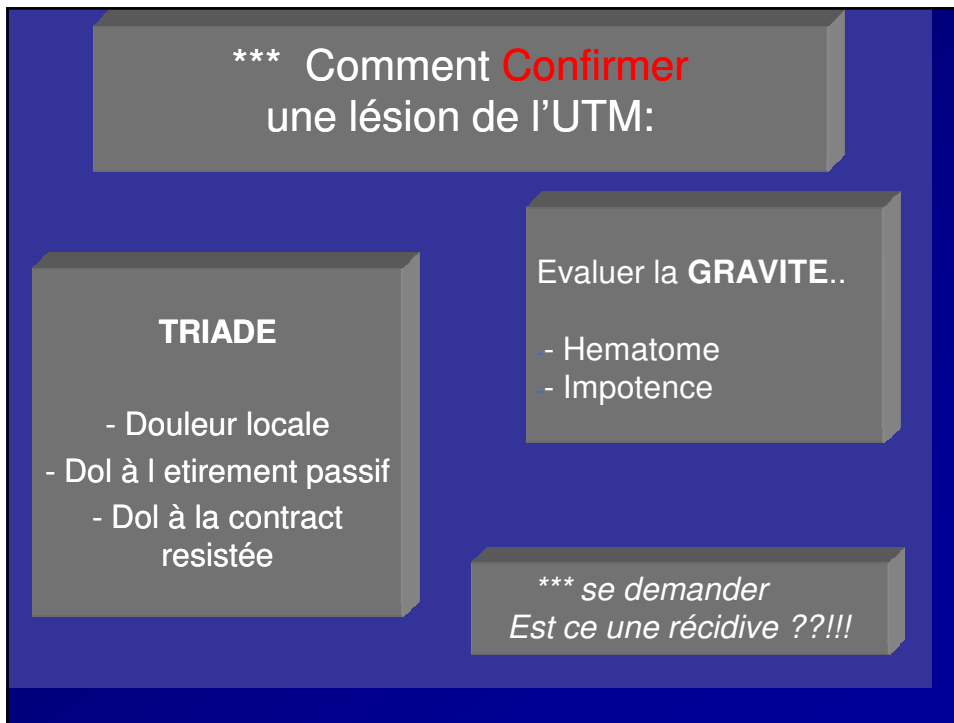 *** Comment Confirmer
une lésion de l'UTM:
TRIADE
- Douleur locale
- Dol à l etirement passif
- Dol à la contract
resistée
Evaluer la GRAVITE..
-- Hematome
-- Impotence
*** se demander
Est ce une récidive ??!!!